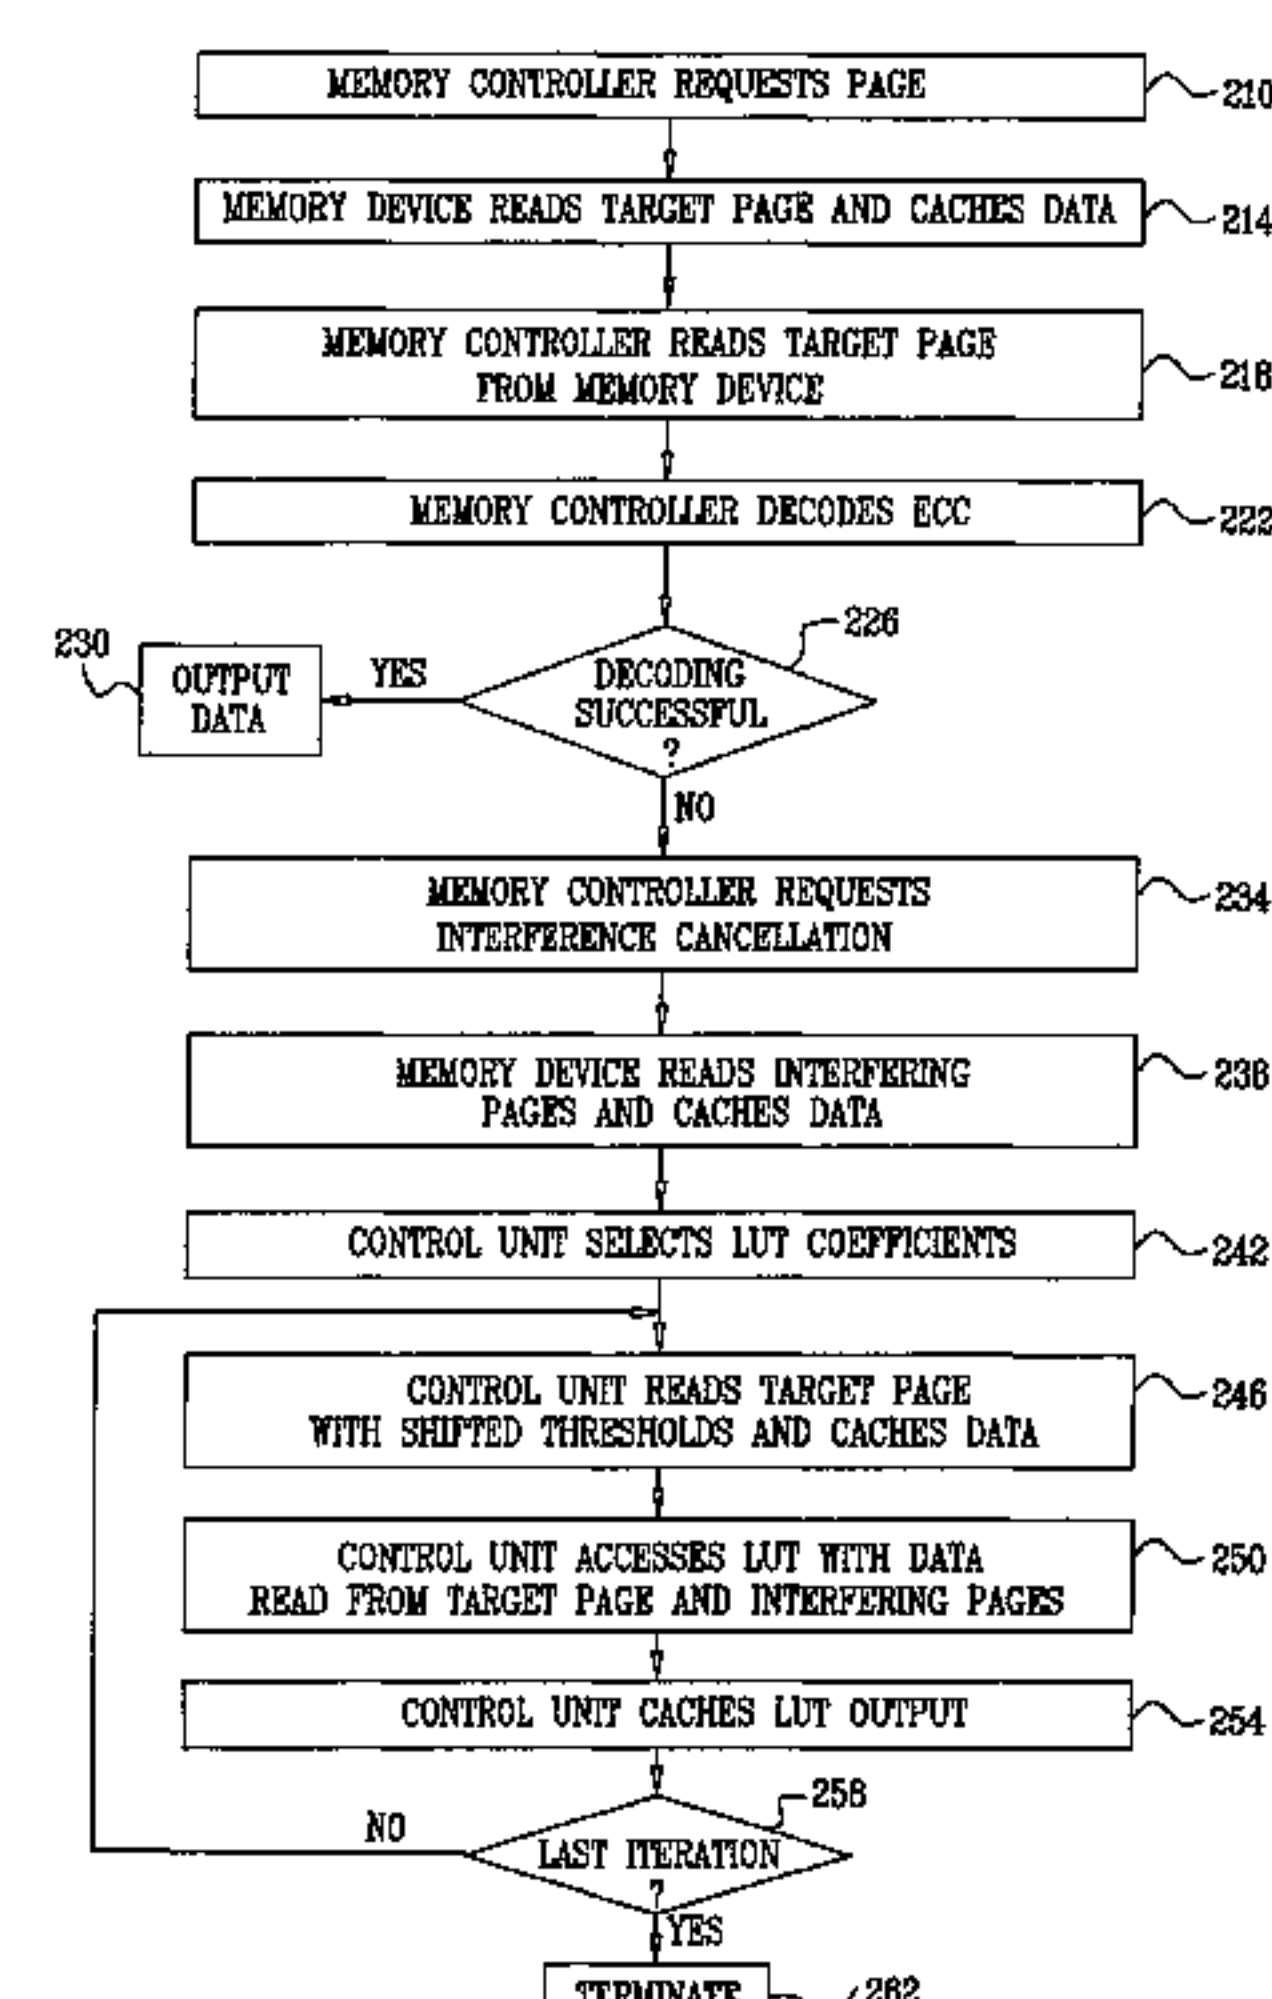 MEMORY CONTROLLER REQUESTS PAGE
210
MEMORY DEVICE READS TARGET PAGE AND CACHES DATA
214
MEMORY CONTROLLER READS TARGET PAGE
FROM MEMORY DEVICE
218
MEMORY CONTROLLER DECODES ECC
222
226
230
OUTPUT
DATA
YES
DECODING
SUCCESSFUL
?
NO
MEMORY CONTROLLER REQUESTS
INTERFERENCE CANCELLATION
234
MEMORY DEVICE READS INTERFERING
PAGES AND CACHES DATA
238
CONTROL UNIT SELECTS LUT COEFFICIENTS
242
CONTROL UNIT READS TARGET PAGE
WITH SHIFTED THRESHOLDS AND CACHES DATA
246
CONTROL UNIT ACCESSES LUT WITH DATA
READ FROM TARGET PAGE AND INTERFERING PAGES
250
CONTROL UNIT CACHES LUT OUTPUT
254
258
NO
LAST ITERATION
?
YES
TERMINATE
262